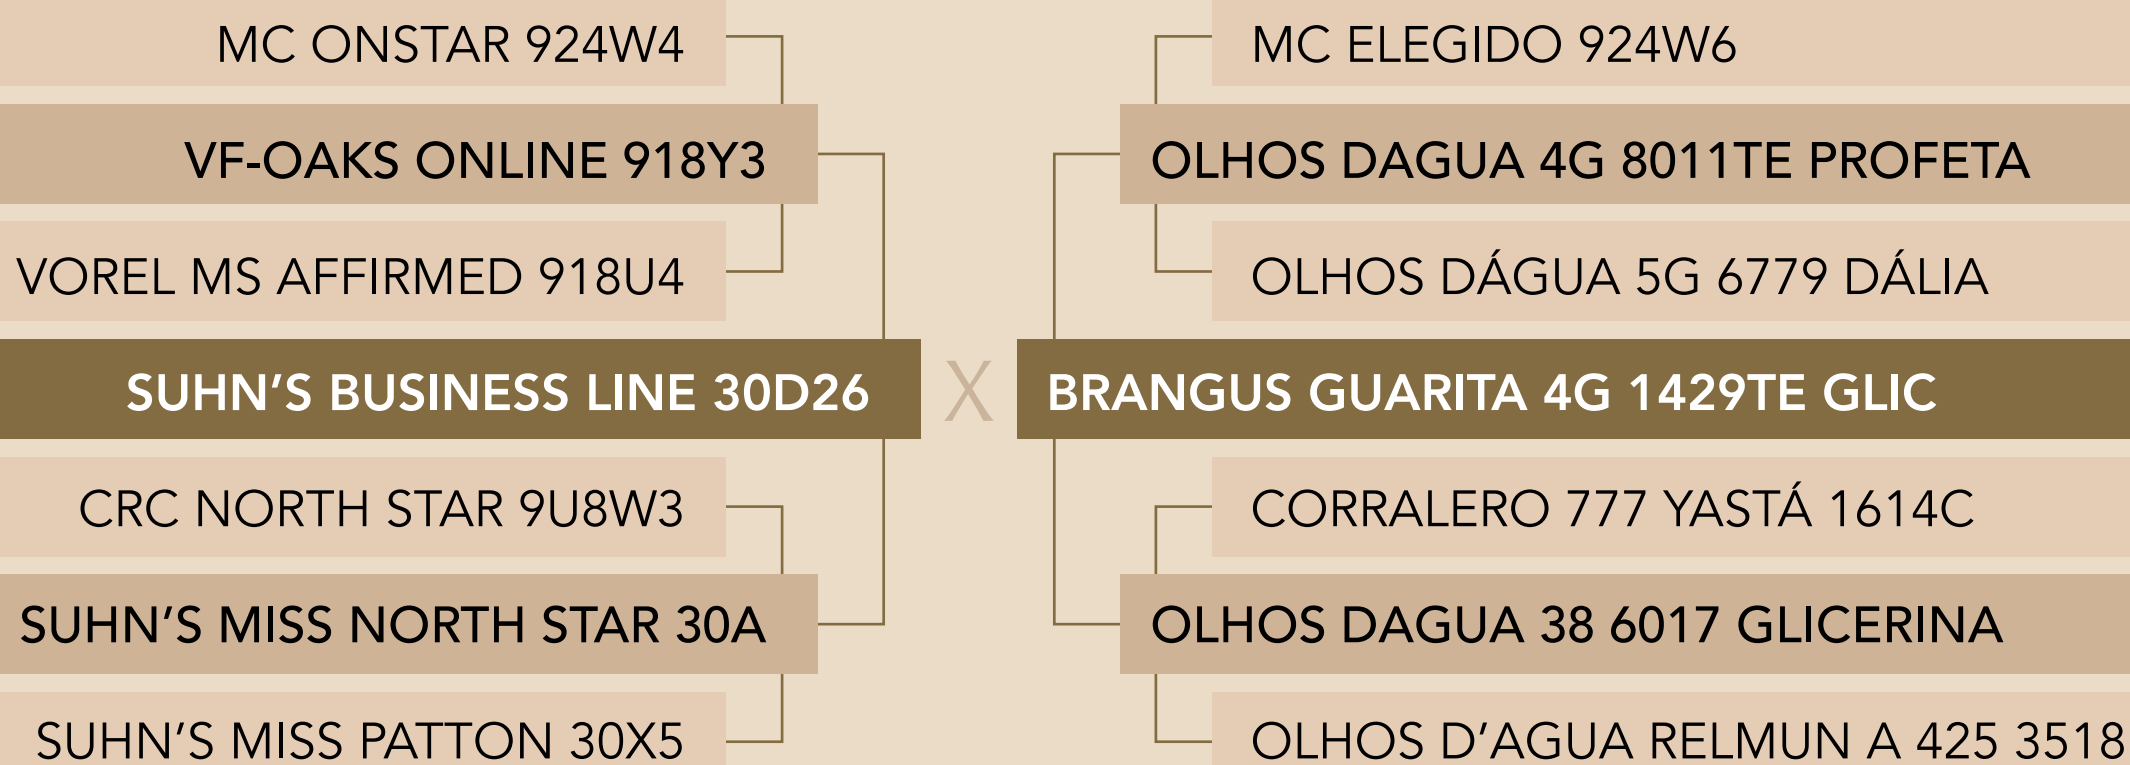 MC ONSTAR 924W4
VF-OAKS ONLINE 918Y3
VOREL MS AFFIRMED 918U4
SUHN’S BUSINESS LINE 30D26
CRC NORTH STAR 9U8W3
SUHN’S MISS NORTH STAR 30A
SUHN’S MISS PATTON 30X5
X
MC ELEGIDO 924W6
OLHOS DAGUA 4G 8011TE PROFETA
OLHOS DÁGUA 5G 6779 DÁLIA
BRANGUS GUARITA 4G 1429TE GLIC
CORRALERO 777 YASTÁ 1614C
OLHOS DAGUA 38 6017 GLICERINA
OLHOS D’AGUA RELMUN A 425 3518